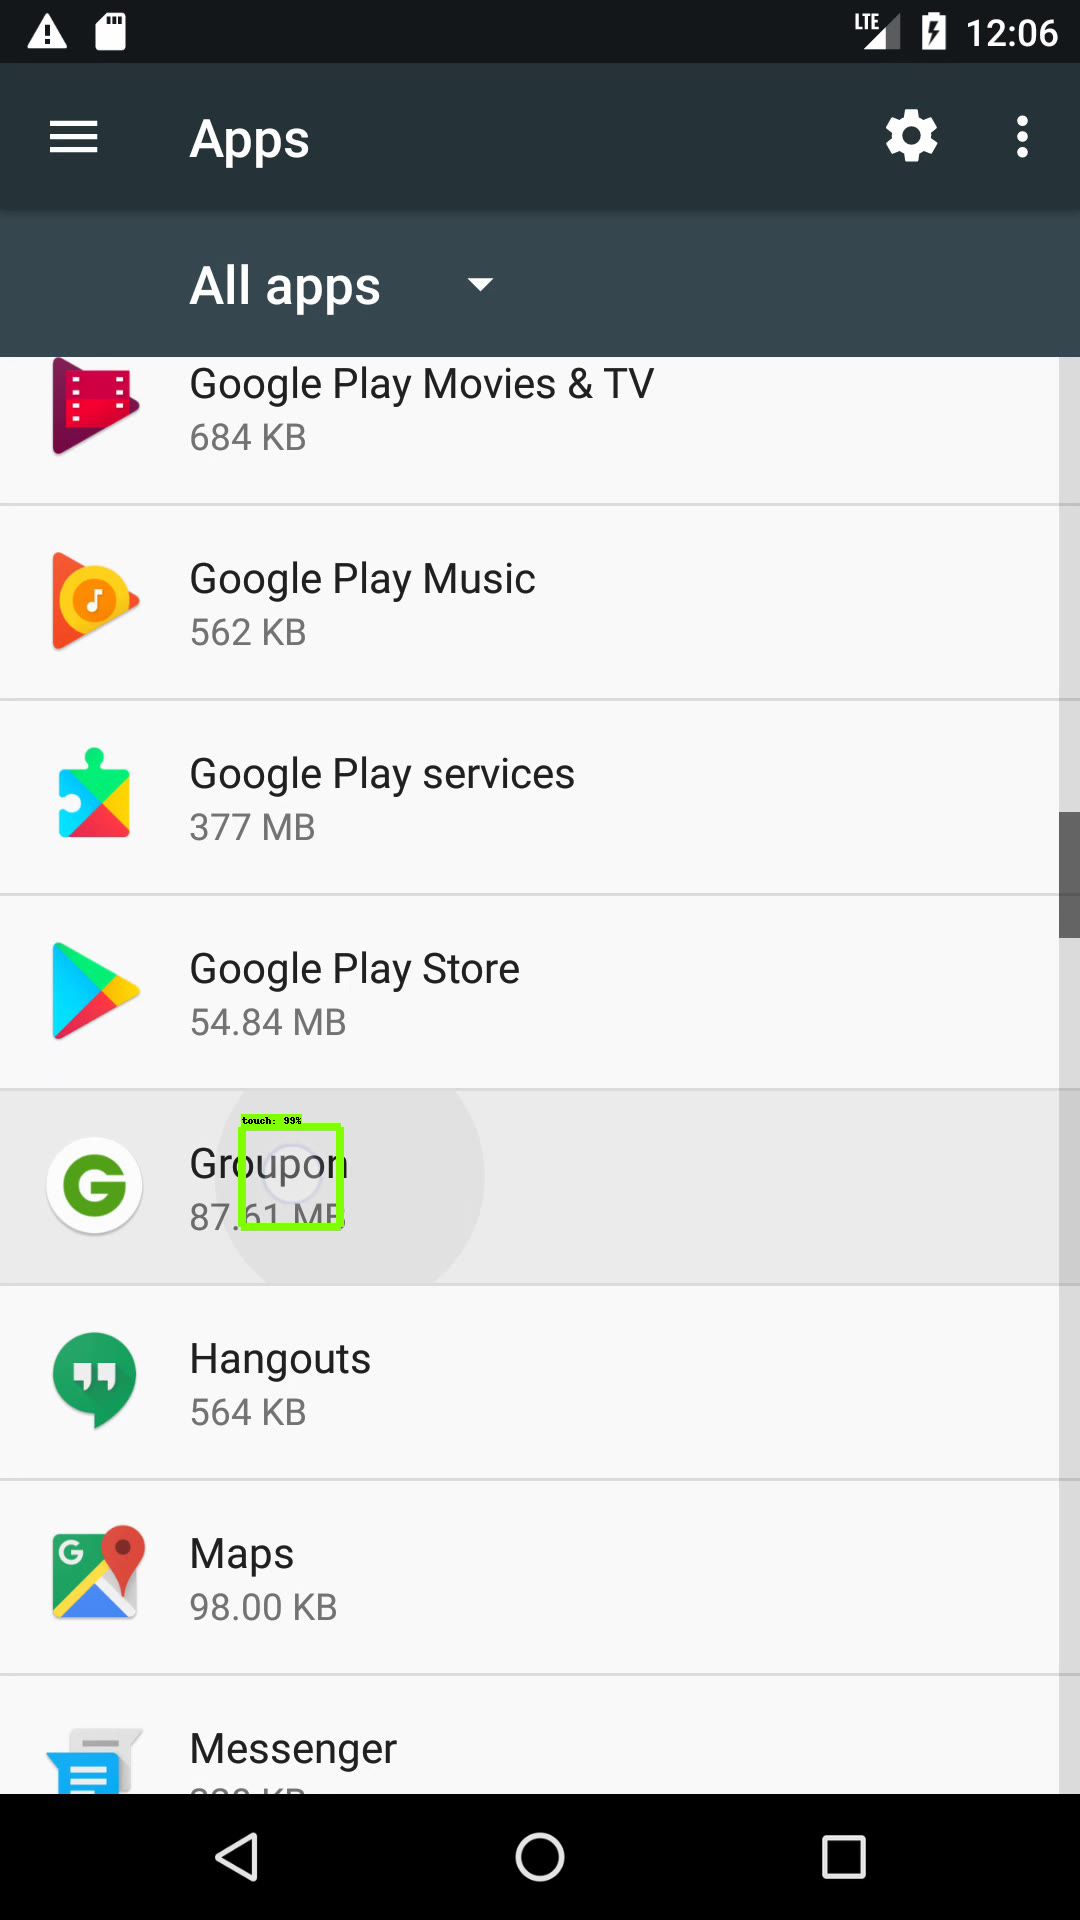 LTE 12:06
Apps
All apps
Google Play Movies & TV
684 KB
Google Play Music
562 KB
Google Play services
377 MB
Google Play Store
54.84 MB
touch: 99%
Groupon
87.61 MB
Hangouts
564 KB
Maps
98.00 KB
Messenger